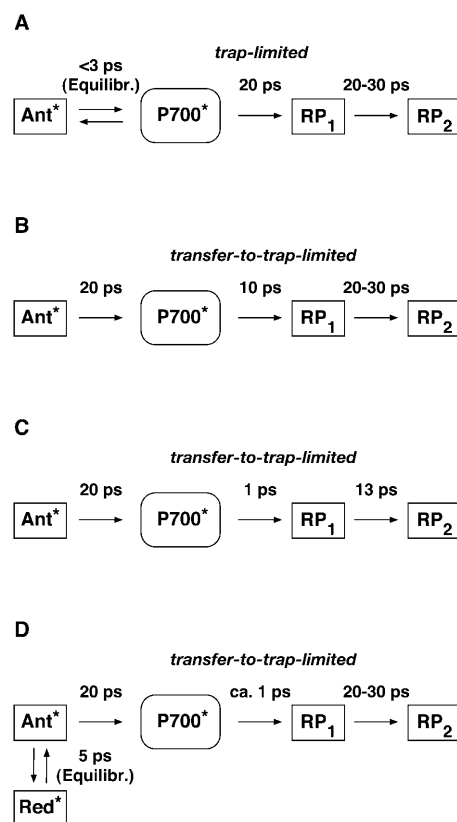 A
trap-limited
<3 ps
(Equilibr.)
20 ps
20-30 ps
Ant*
P700*
RP1
RP2
B
transfer-to-trap-limited
20 ps
10 ps
20-30 ps
Ant*
P700*
RP1
RP2
C
transfer-to-trap-limited
20 ps
1 ps
13 ps
Ant*
P700*
RP1
RP2
D
transfer-to-trap-limited
20 ps
ca. 1 ps
20-30 ps
Ant*
P700*
RP1
RP2
5 ps
(Equilibr.)
Red*